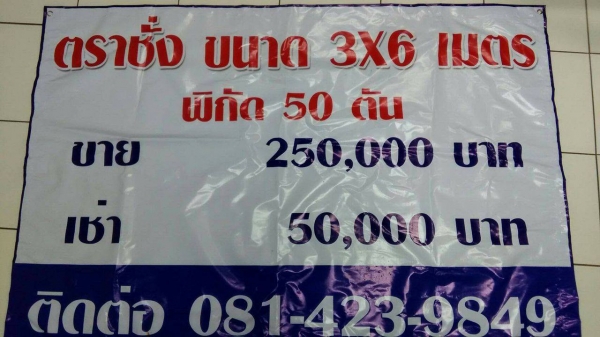 ตราชั่ง ขนาด 3X6 เมตร
พิกัด 50 ตัน
ขาย 250,000 บาท
เช่า 50,000 บาท
ติดต่อ 081-423-9849